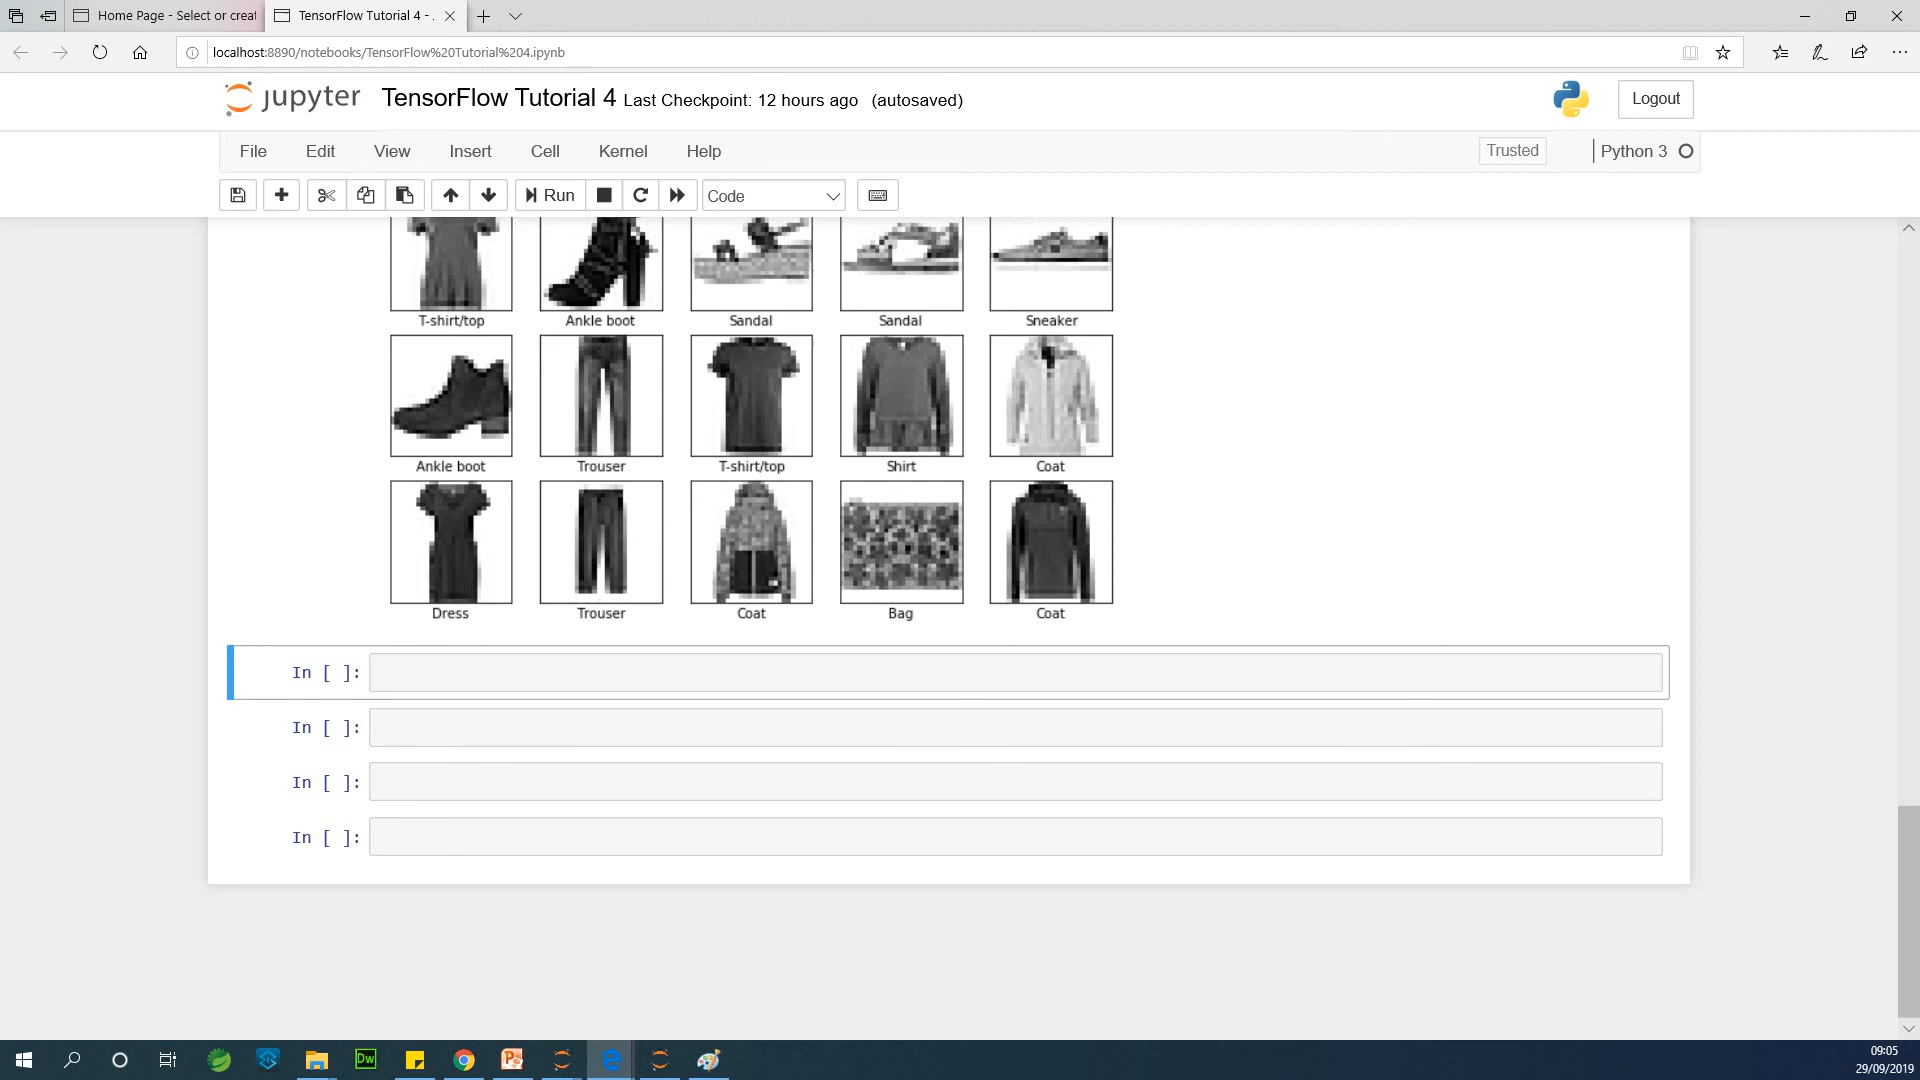 Home Page - Select or creat
TensorFlow Tutorial 4 - .
localhost:8890/notebooks/TensorFlow%20Tutorial%204.ipynb
jupyter TensorFlow Tutorial 4 Last Checkpoint: 12 hours ago (autosaved)
Logout
File Edit View Insert Cell Kernel Help
Trusted
Python 3
Run
Code
T-shirt/top Ankle boot Sandal Sandal Sneaker
Ankle boot Trouser T-shirt/top Shirt Coat
Dress Trouser Coat Bag Coat
In [ ]:
In [ ]:
In [ ]:
In [ ]:
Dw
09:05
29/09/2019